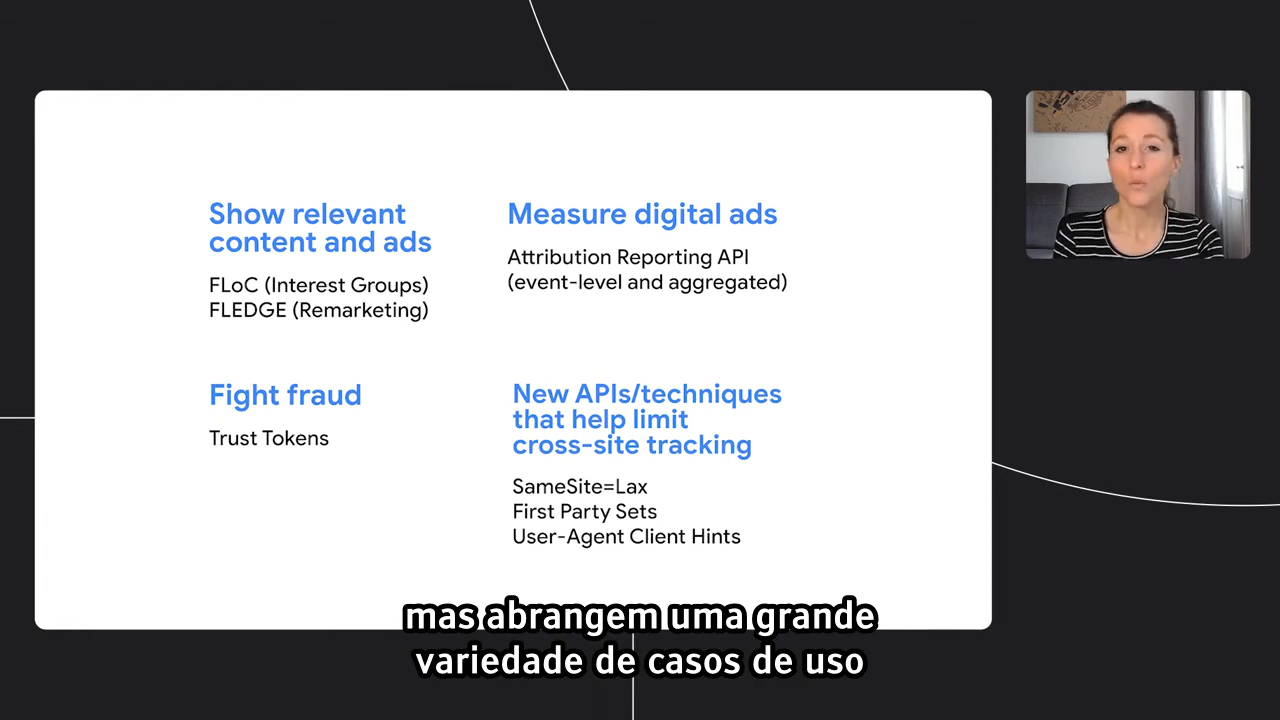 Show relevant
content and ads
FLoC (Interest Groups)
FLEDGE (Remarketing)
Measure digital ads
Attribution Reporting API
(event-level and aggregated)
Fight fraud
Trust Tokens
New APIs/techniques
that help limit
cross-site tracking
SameSite=Lax
First Party Sets
User-Agent Client Hints
mas abrangem uma grande
variedade de casos de uso